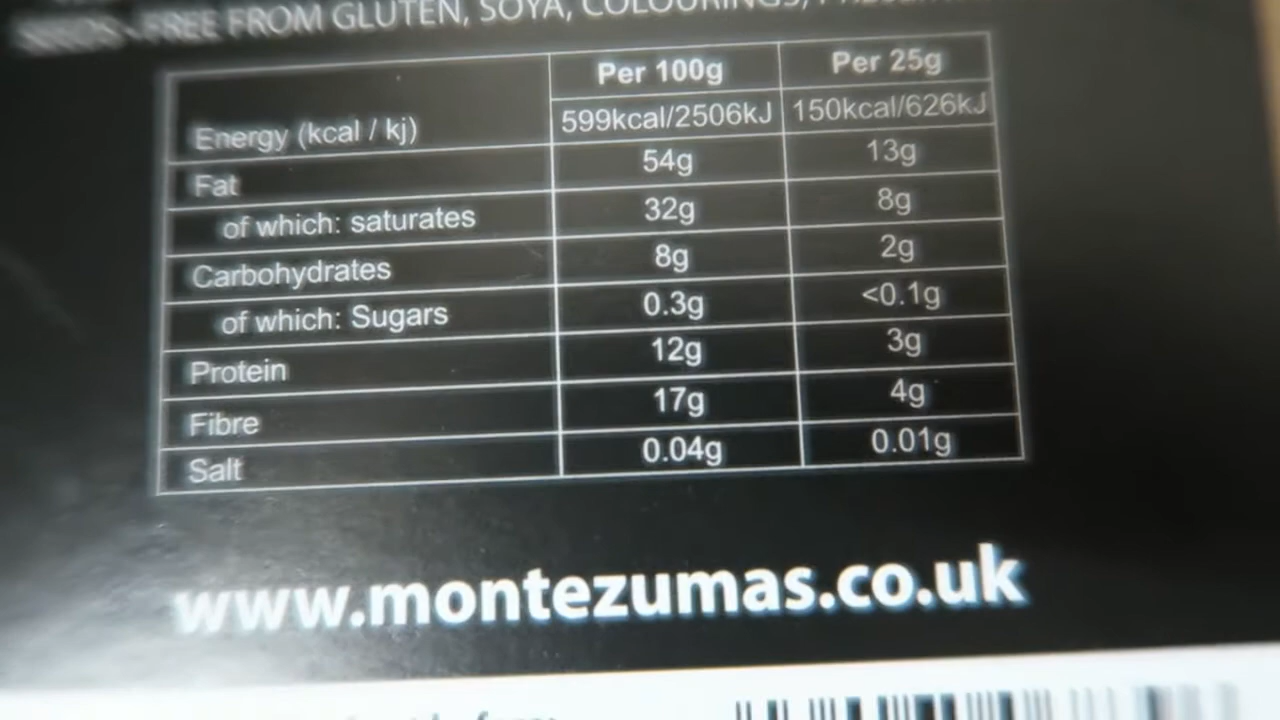 FREE FROM GLUTEN, SOYA, COLOURINGS,
Per 100g Per 25g
Energy (kcal / kj) 599kcal/2506kJ 150kcal/626kJ
Fat 54g 13g
of which: saturates 32g 8g
Carbohydrates 8g 2g
of which: Sugars 0.3g <0.1g
Protein 12g 3g
Fibre 17g 4g
Salt 0.04g 0.01g
www.montezumas.co.uk